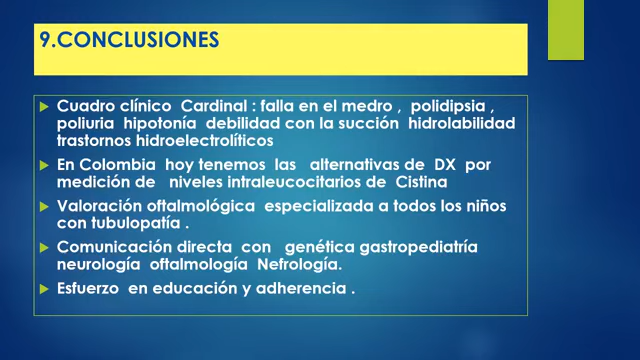 9.CONCLUSIONES
Cuadro clínico Cardinal : falla en el medro , polidipsia ,
poliuria hipotonía debilidad con la succión hidrolabilidad
trastornos hidroelectrolíticos
En Colombia hoy tenemos las alternativas de DX por
medición de niveles intraleucocitarios de Cistina
Valoración oftalmológica especializada a todos los niños
con tubulopatía .
Comunicación directa con genética gastropediatría
neurología oftalmología Nefrología.
Esfuerzo en educación y adherencia .